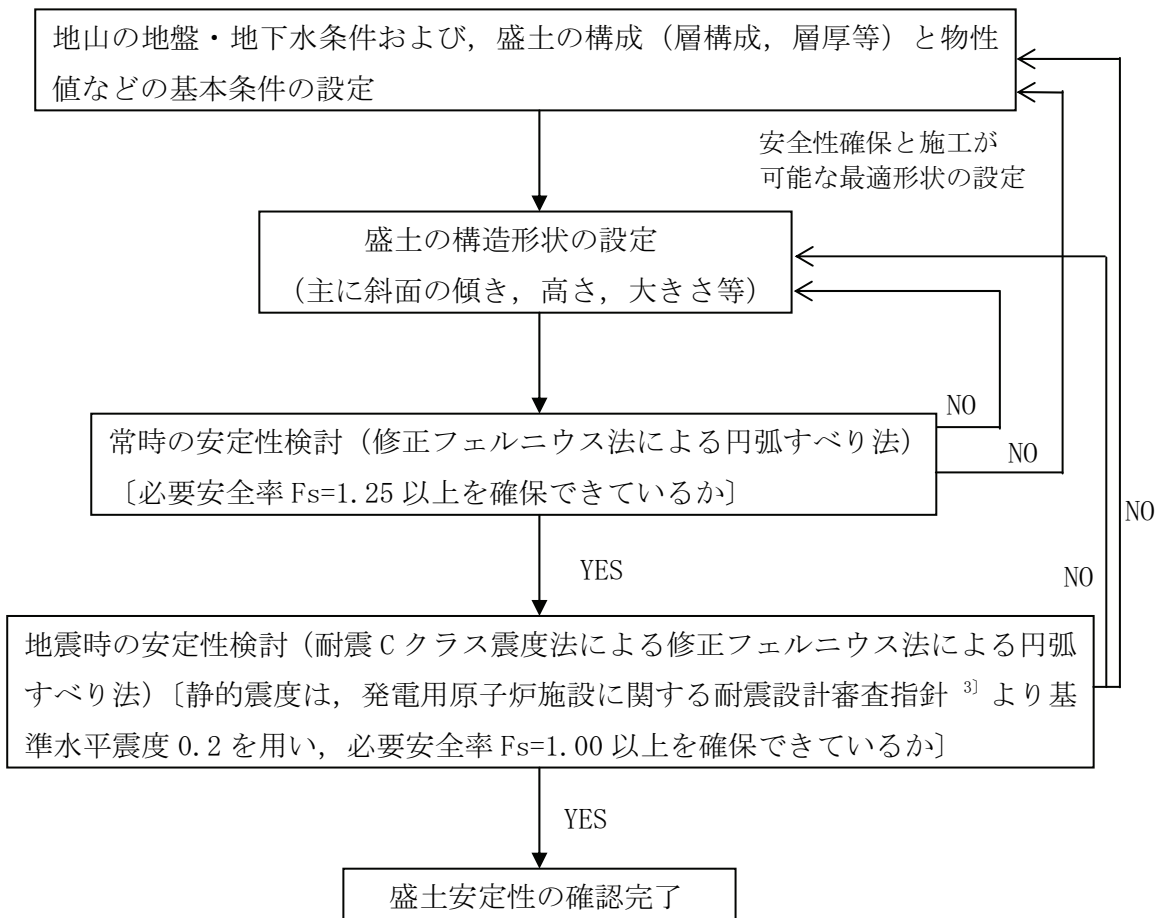 地山の地盤・地下水条件および，盛土の構成（層構成，層厚等）と物性
値などの基本条件の設定
安全性確保と施工が
可能な最適形状の設定
盛土の構造形状の設定
（主に斜面の傾き，高さ，大きさ等）
NO
常時の安定性検討（修正フェルニウス法による円弧すべり法）
NO
〔必要安全率 Fs=1.25 以上を確保できているか〕
NO
YES
NO
地震時の安定性検討（耐震 C クラス震度法による修正フェルニウス法による円弧
すべり法）〔静的震度は，発電用原子炉施設に関する耐震設計審査指針 3］ より基
準水平震度 0.2 を用い，必要安全率 Fs=1.00 以上を確保できているか〕
YES
盛土安定性の確認完了